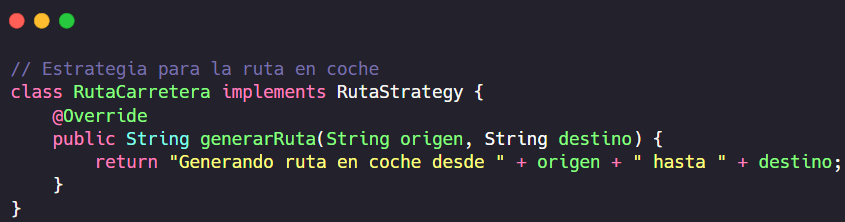 // Estrategia para la ruta en coche
class RutaCarretera implements RutaStrategy {
    @Override
    public String generarRuta(String origen, String destino) {
        return "Generando ruta en coche desde " + origen + " hasta " + destino;
    }
}